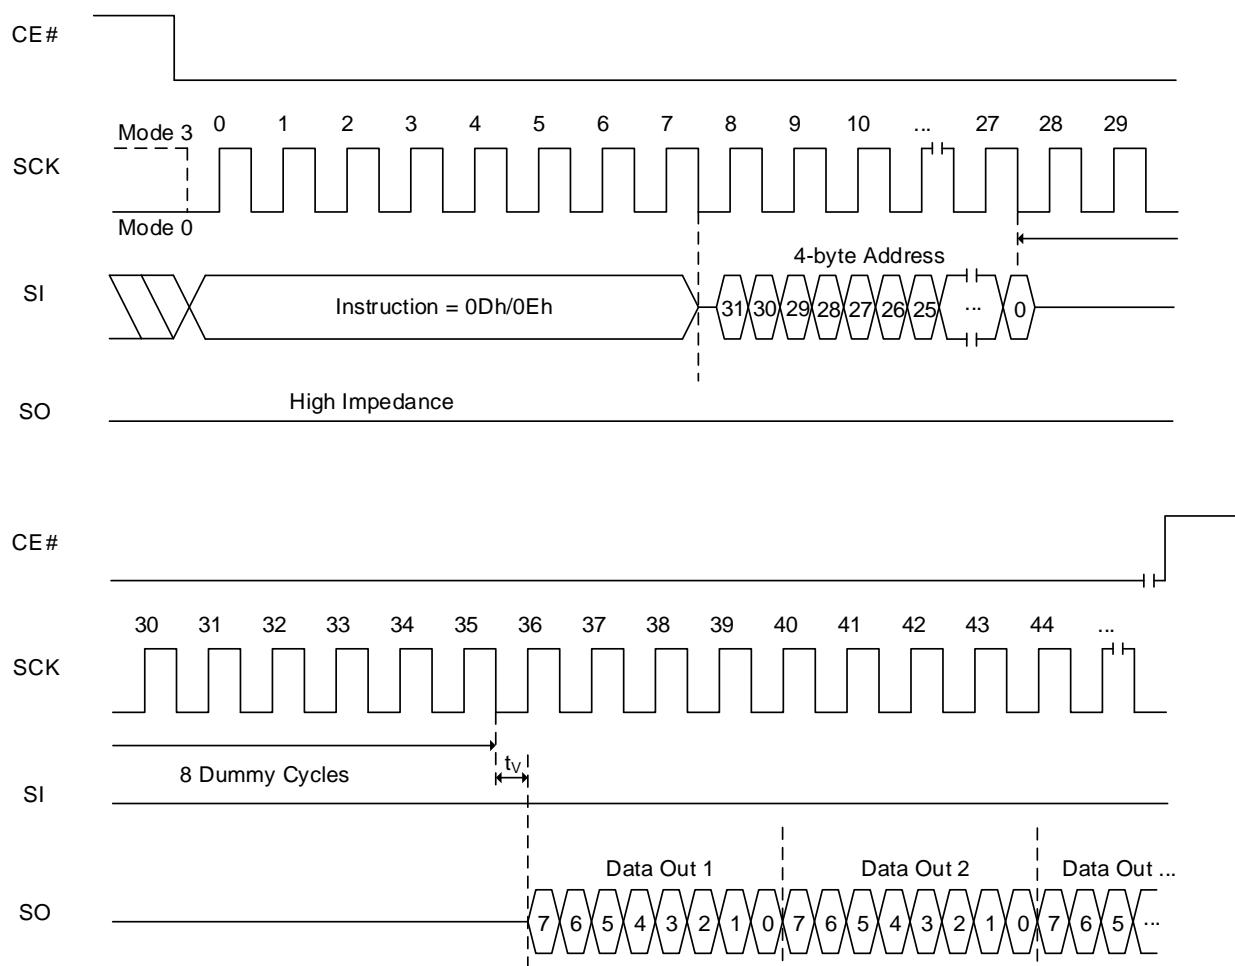 CE#
Mode 3
0 1 2 3 4 5 6 7 8 9 10 ... 27 28 29
SCK
Mode 0
4-byte Address
SI
Instruction = 0Dh/0Eh
31 30 29 28 27 26 25 ... 0
High Impedance
SO
CE#
30 31 32 33 34 35 36 37 38 39 40 41 42 43 44 ...
SCK
8 Dummy Cycles
tV
SI
Data Out 1 Data Out 2 Data Out ...
SO
7 6 5 4 3 2 1 0 7 6 5 4 3 2 1 0 7 6 5 ...